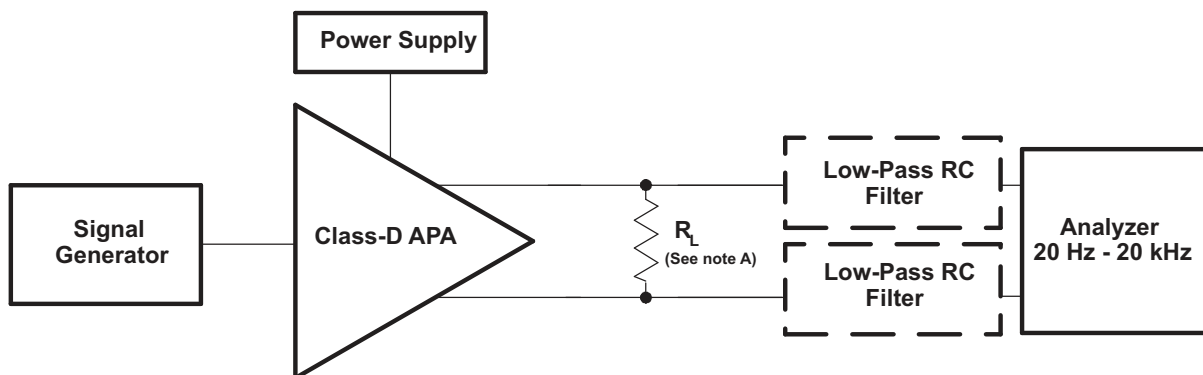 Power Supply
Signal
Generator
Class-D APA
R_L
(See note A)
Low-Pass RC
Filter
Low-Pass RC
Filter
Analyzer
20 Hz - 20 kHz